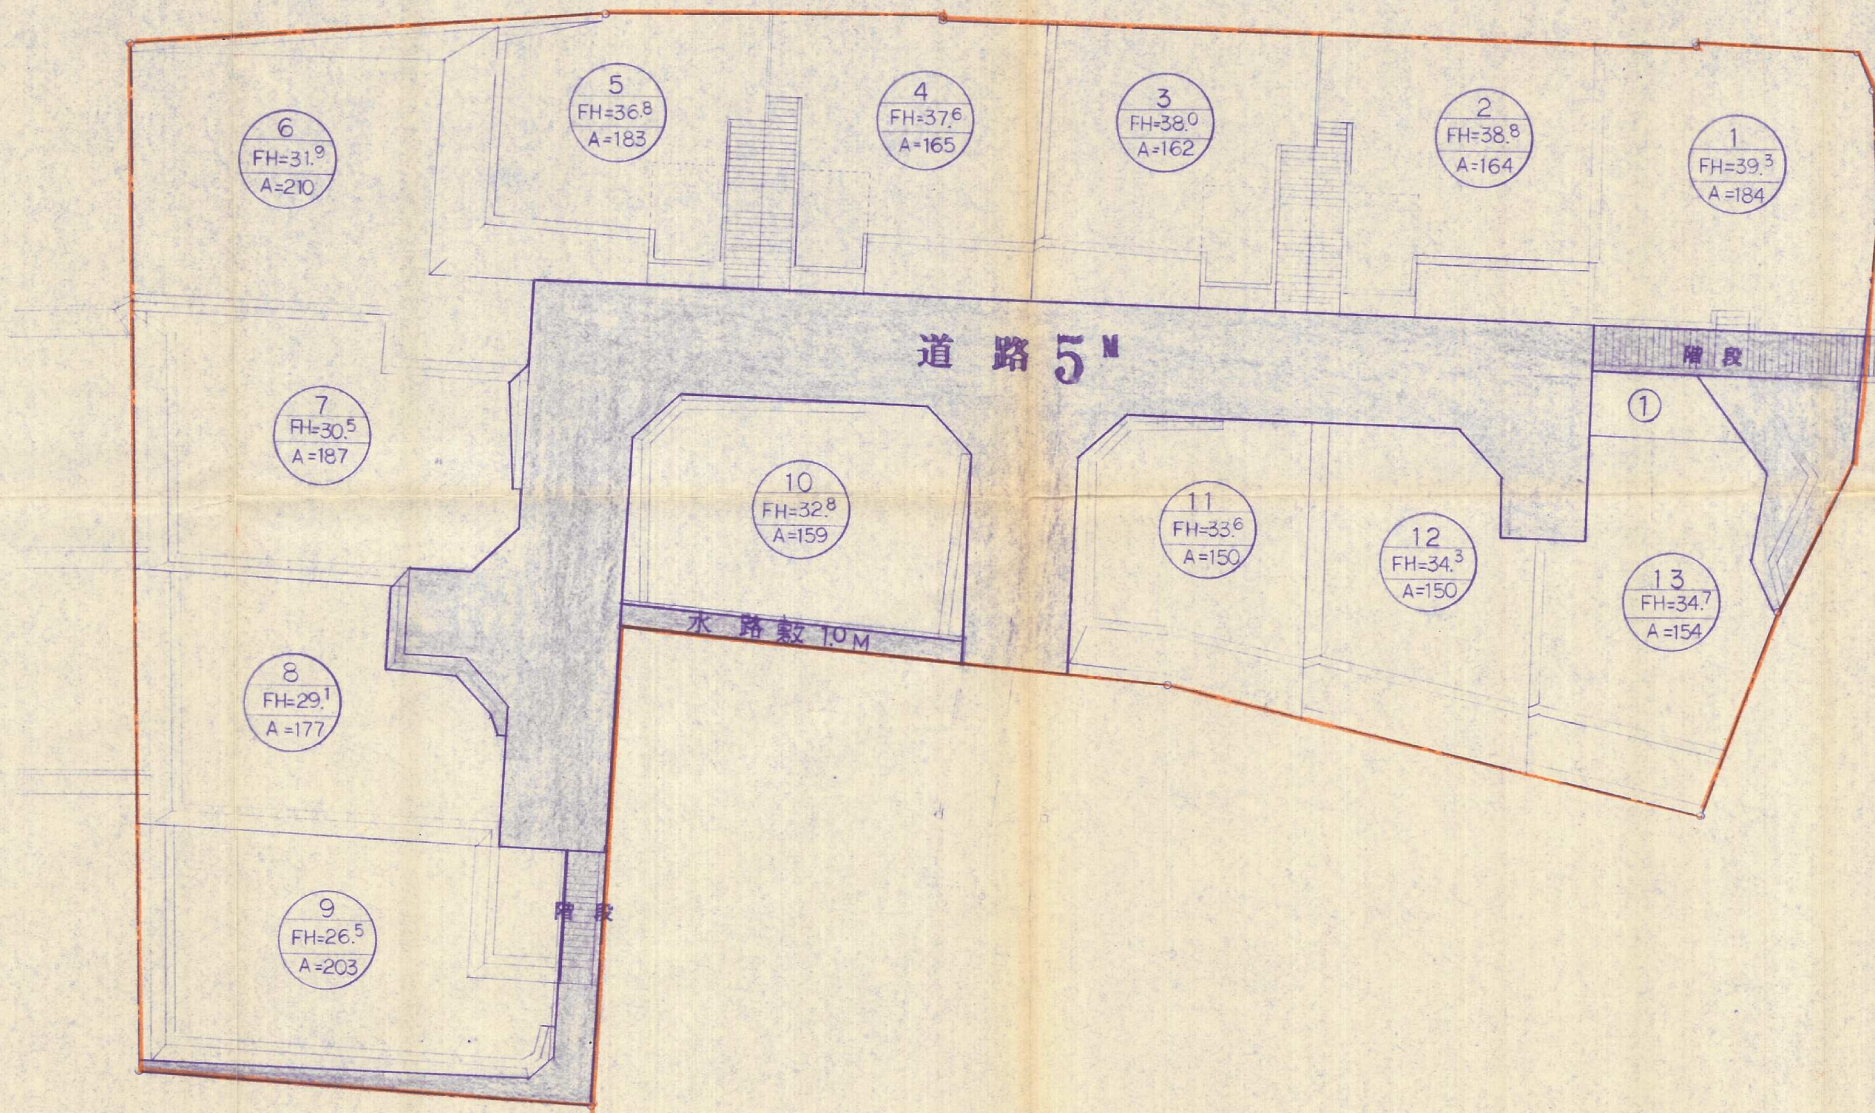 6
FH=31.9
A=210
5
FH=36.8
A=183
4
FH=37.6
A=165
3
FH=38.0
A=162
2
FH=38.8
A=164
1
FH=39.3
A=184
道路 5M
階段
①
7
FH=30.5
A=187
10
FH=32.8
A=159
11
FH=33.6
A=150
12
FH=34.3
A=150
13
FH=34.7
A=154
水路敷 1.0M
8
FH=29.1
A=177
9
FH=26.5
A=203
階段